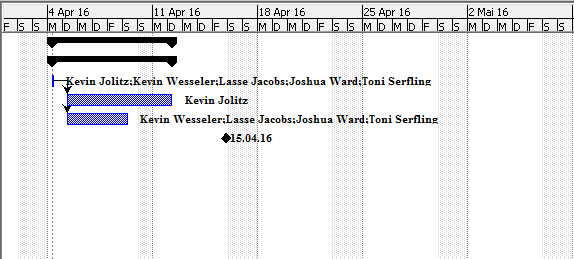 4 Apr 16 11 Apr 16 18 Apr 16 25 Apr 16 2 Mai 16
F S S M D M D F S S M D M D F S S M D M D F S S M D M D F S S M D M D F S S
Kevin Jolitz;Kevin Wesseler;Lasse Jacobs;Joshua Ward;Toni Serfling
Kevin Jolitz
Kevin Wesseler;Lasse Jacobs;Joshua Ward;Toni Serfling
15.04.16